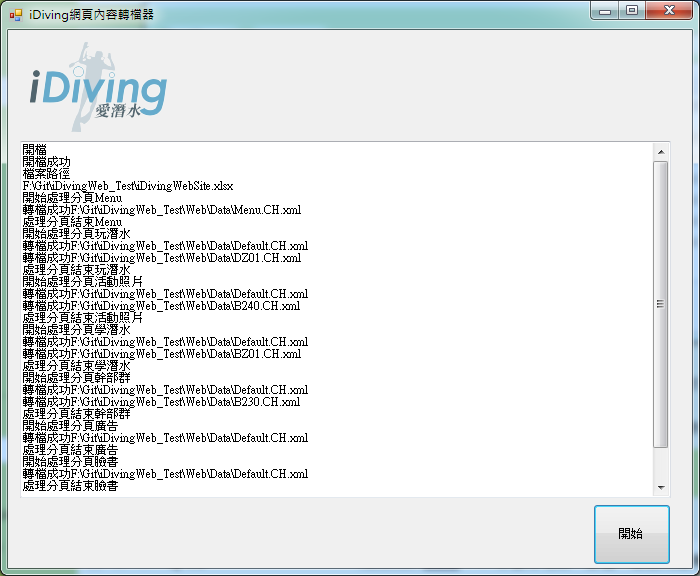 iDiving網頁內容轉檔器
iDiving
愛潛水
開檔
開檔成功
檔案路徑
F:\Git\iDivingWeb_Test\iDivingWebSite.xlsx
開始處理分頁Menu
轉檔成功F:\Git\iDivingWeb_Test\Web\Data\Menu.CH.xml
處理分頁結束Menu
開始處理分頁玩潛水
轉檔成功F:\Git\iDivingWeb_Test\Web\Data\Default.CH.xml
轉檔成功F:\Git\iDivingWeb_Test\Web\Data\DZ01.CH.xml
處理分頁結束玩潛水
開始處理分頁活動照片
轉檔成功F:\Git\iDivingWeb_Test\Web\Data\Default.CH.xml
轉檔成功F:\Git\iDivingWeb_Test\Web\Data\B240.CH.xml
處理分頁結束活動照片
開始處理分頁學潛水
轉檔成功F:\Git\iDivingWeb_Test\Web\Data\Default.CH.xml
轉檔成功F:\Git\iDivingWeb_Test\Web\Data\BZ01.CH.xml
處理分頁結束學潛水
開始處理分頁幹部群
轉檔成功F:\Git\iDivingWeb_Test\Web\Data\Default.CH.xml
轉檔成功F:\Git\iDivingWeb_Test\Web\Data\B230.CH.xml
處理分頁結束幹部群
開始處理分頁廣告
轉檔成功F:\Git\iDivingWeb_Test\Web\Data\Default.CH.xml
處理分頁結束廣告
開始處理分頁臉書
轉檔成功F:\Git\iDivingWeb_Test\Web\Data\Default.CH.xml
處理分頁結束臉書
開始